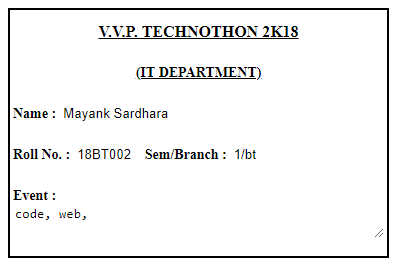 V.V.P. TECHNOTHON 2K18
(IT DEPARTMENT)
Name : Mayank Sardhara
Roll No. : 18BT002 Sem/Branch : 1/bt
Event :
code, web,